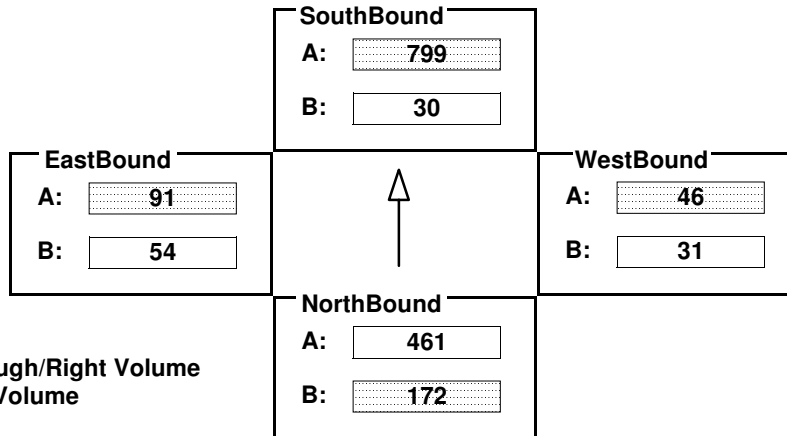 SouthBound
A: 799
B: 30
EastBound
A: 91
B: 54
WestBound
A: 46
B: 31
NorthBound
A: 461
B: 172
ugh/Right Volume
Volume